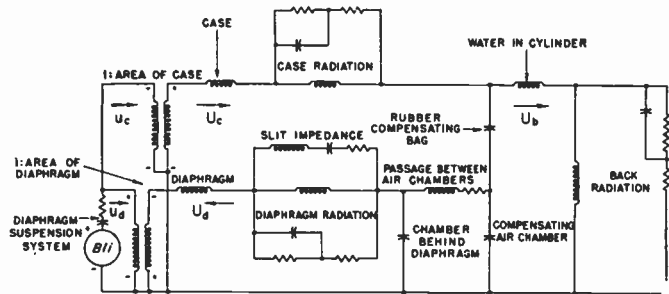 CASE
CASE RADIATION
WATER IN CYLINDER
1:AREA OF CASE
u_c
U_c
U_b
RUBBER
COMPENSATING
BAG
SLIT IMPEDANCE
1:AREA OF
DIAPHRAGM
DIAPHRAGM
PASSAGE BETWEEN
AIR CHAMBERS
BACK
RADIATION
u_d
U_d
DIAPHRAGM RADIATION
DIAPHRAGM
SUSPENSION
SYSTEM
Bli
CHAMBER
BEHIND
DIAPHRAGM
COMPENSATING
AIR CHAMBER